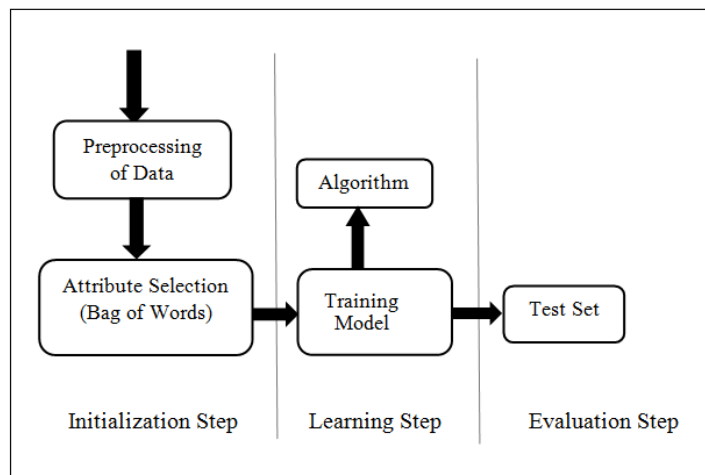 Preprocessing
of Data
Algorithm
Attribute Selection
(Bag of Words)
Training
Model
Test Set
Initialization Step
Learning Step
Evaluation Step